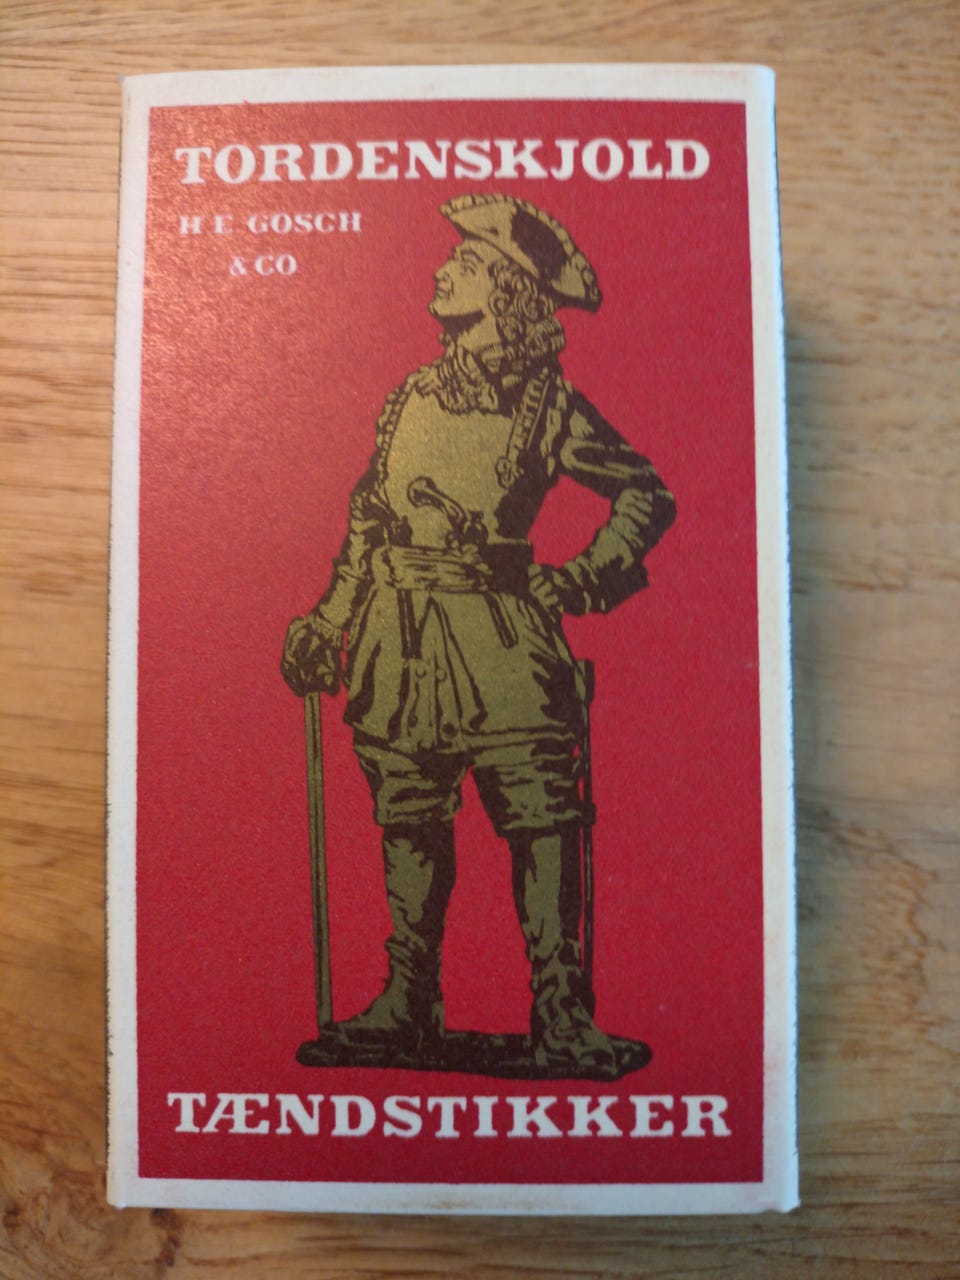 TORDENSKJOLD
H E GOSCH
& CO
TÆNDSTIKKER